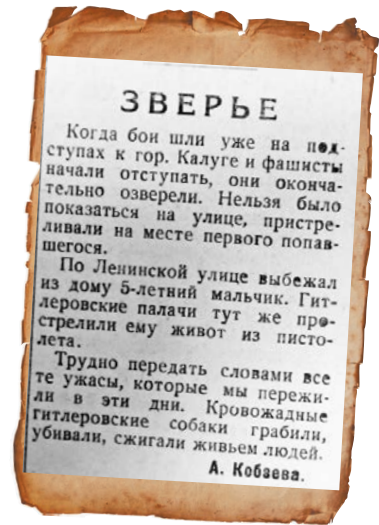 ЗВЕРЬЕ
Когда бои шли уже на под-
ступах к гор. Калуге и фашисты
начали отступать, они оконча-
тельно озверели. Нельзя было
показаться на улице, пристре-
ливали на месте первого попав-
шегося.
По Ленинской улице выбежал
из дому 5-летний мальчик. Гит-
леровские палачи тут же про-
стрелили ему живот из писто-
лета.
Трудно передать словами все
те ужасы, которые мы пережи-
ли в эти дни. Кровожадные
гитлеровские собаки грабили,
убивали, сжигали живьем людей.
А. Кобзева.